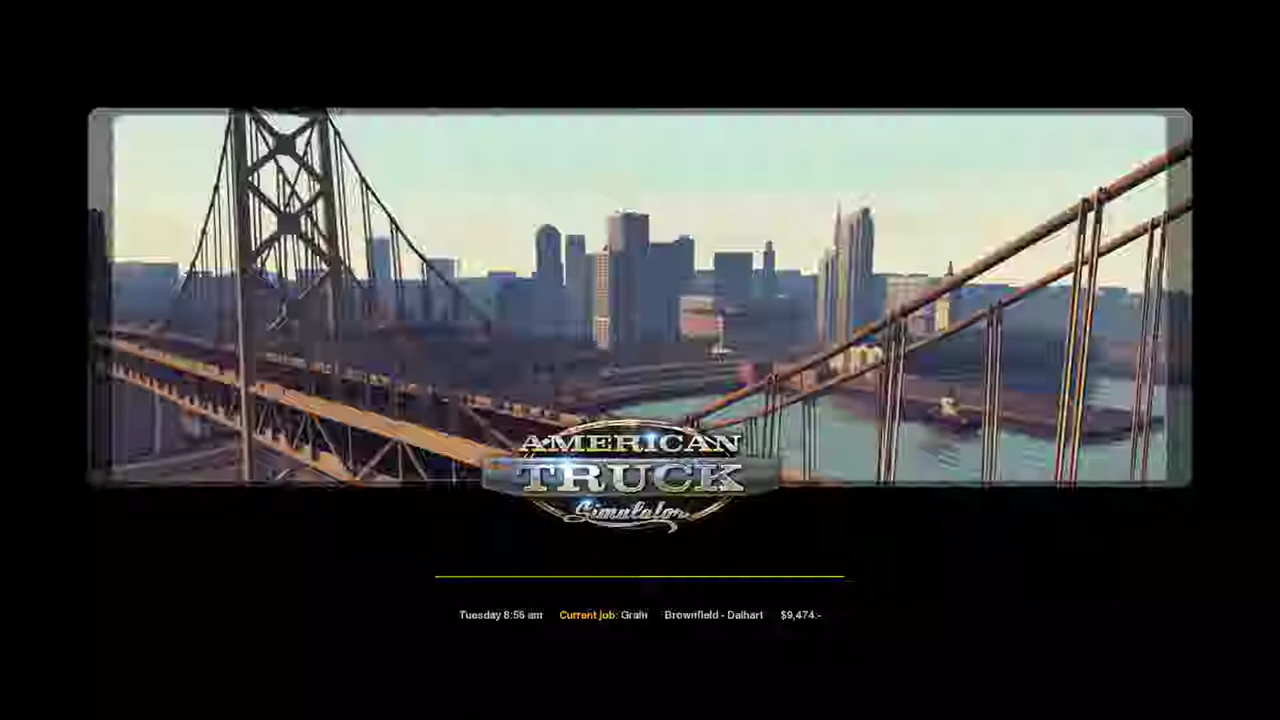 AMERICAN
TRUCK
Simulator
Tuesday 8:56 am Current job: Grain Brownfield - Dalhart $9,474.-